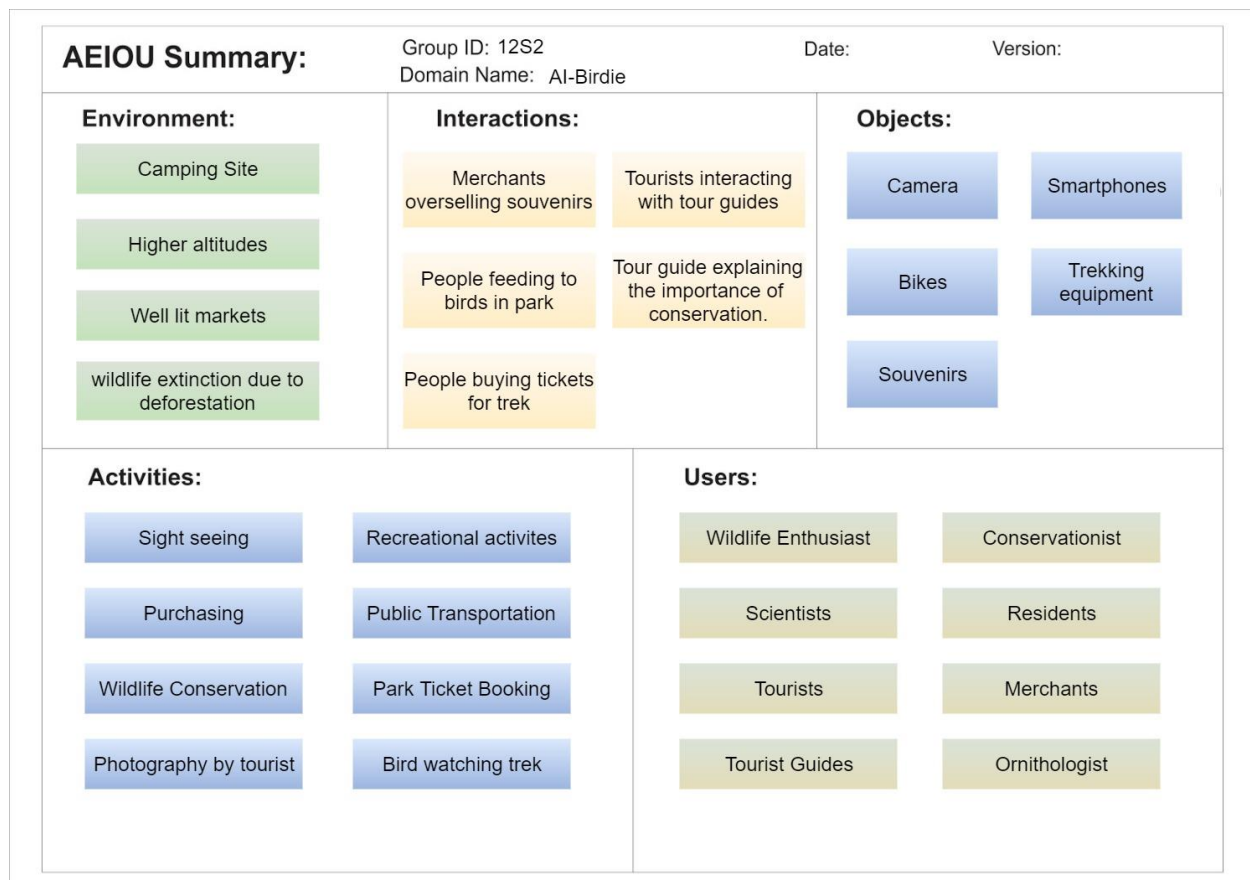 AEIOU Summary:
Group ID: 12S2
Domain Name: AI-Birdie
Date:
Version:
Environment:
Camping Site
Higher altitudes
Well lit markets
wildlife extinction due to
deforestation
Interactions:
Merchants
overselling souvenirs
Tourists interacting
with tour guides
People feeding to
birds in park
Tour guide explaining
the importance of
conservation.
People buying tickets
for trek
Objects:
Camera
Smartphones
Bikes
Trekking
equipment
Souvenirs
Activities:
Sight seeing
Recreational activites
Purchasing
Public Transportation
Wildlife Conservation
Park Ticket Booking
Photography by tourist
Bird watching trek
Users:
Wildlife Enthusiast
Conservationist
Scientists
Residents
Tourists
Merchants
Tourist Guides
Ornithologist